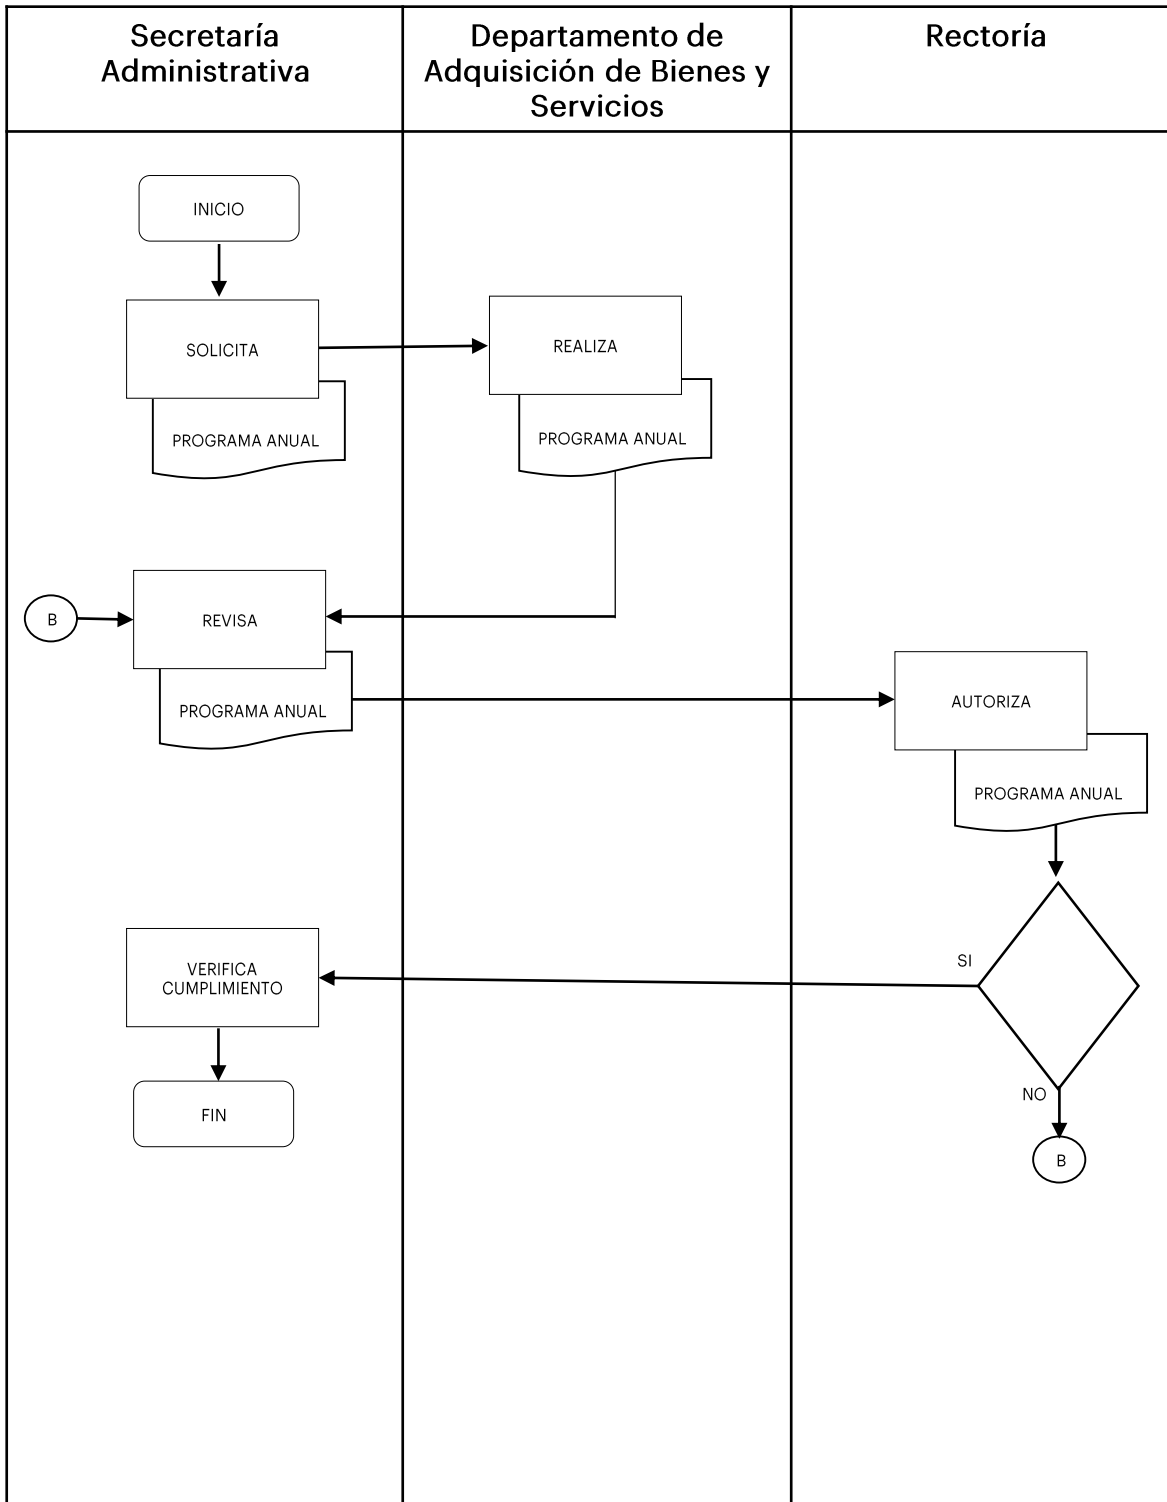 Secretaría
Administrativa
Departamento de
Adquisición de Bienes y
Servicios
Rectoría
INICIO
SOLICITA
PROGRAMA ANUAL
REALIZA
PROGRAMA ANUAL
B
REVISA
PROGRAMA ANUAL
AUTORIZA
PROGRAMA ANUAL
SI
VERIFICA
CUMPLIMIENTO
NO
FIN
B